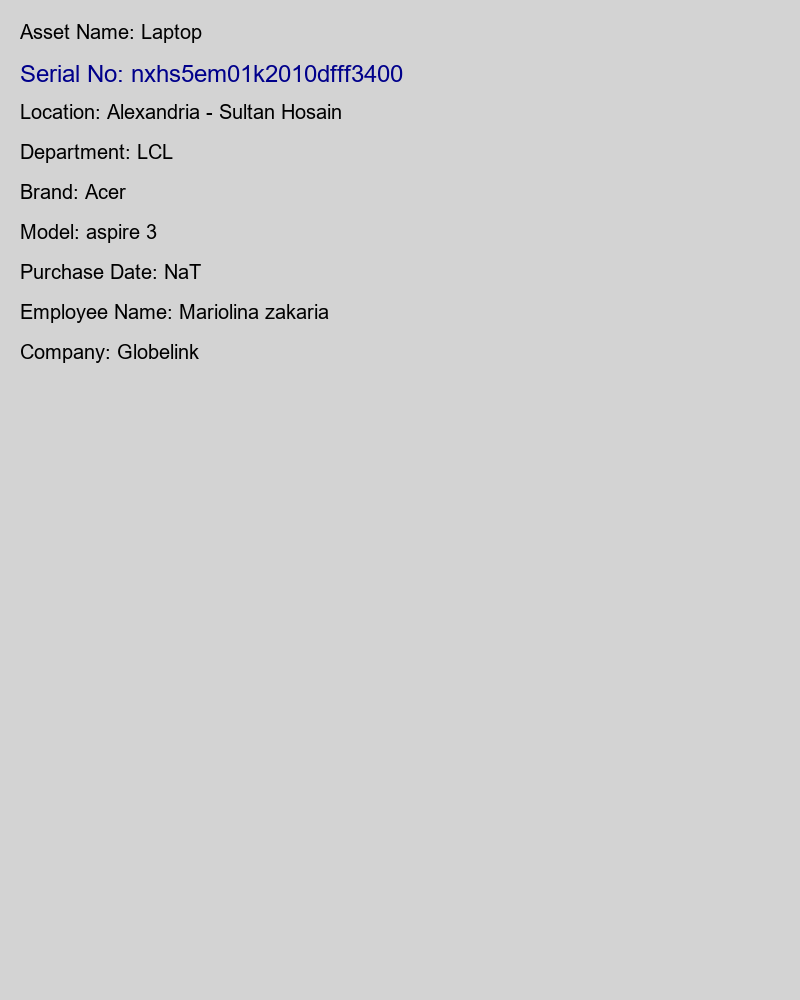 Asset Name: Laptop
Serial No: nxhs5em01k2010dfff3400
Location: Alexandria - Sultan Hosain
Department: LCL
Brand: Acer
Model: aspire 3
Purchase Date: NaT
Employee Name: Mariolina zakaria
Company: Globelink